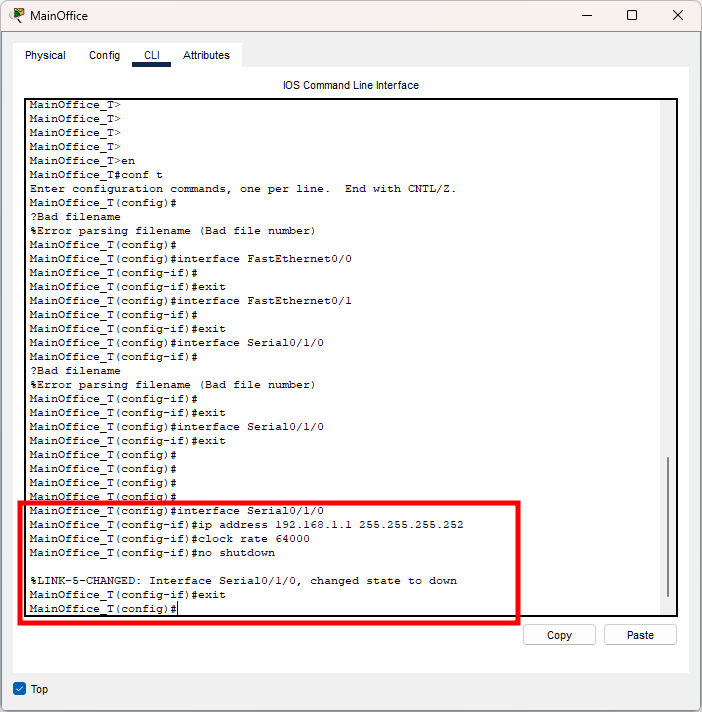 MainOffice
Physical Config CLI Attributes
IOS Command Line Interface
MainOffice_T>
MainOffice_T>
MainOffice_T>
MainOffice_T>
MainOffice_T>en
MainOffice_T#conf t
Enter configuration commands, one per line.  End with CNTL/Z.
MainOffice_T(config)#
?Bad filename
%Error parsing filename (Bad file number)
MainOffice_T(config)#
MainOffice_T(config)#interface FastEthernet0/0
MainOffice_T(config-if)#
MainOffice_T(config-if)#exit
MainOffice_T(config)#interface FastEthernet0/1
MainOffice_T(config-if)#
MainOffice_T(config-if)#exit
MainOffice_T(config)#interface Serial0/1/0
MainOffice_T(config-if)#
?Bad filename
%Error parsing filename (Bad file number)
MainOffice_T(config-if)#
MainOffice_T(config-if)#exit
MainOffice_T(config)#interface Serial0/1/0
MainOffice_T(config-if)#exit
MainOffice_T(config)#
MainOffice_T(config)#
MainOffice_T(config)#
MainOffice_T(config)#
MainOffice_T(config)#interface Serial0/1/0
MainOffice_T(config-if)#ip address 192.168.1.1 255.255.255.252
MainOffice_T(config-if)#clock rate 64000
MainOffice_T(config-if)#no shutdown
%LINK-5-CHANGED: Interface Serial0/1/0, changed state to down
MainOffice_T(config-if)#exit
MainOffice_T(config)#
Copy Paste
Top